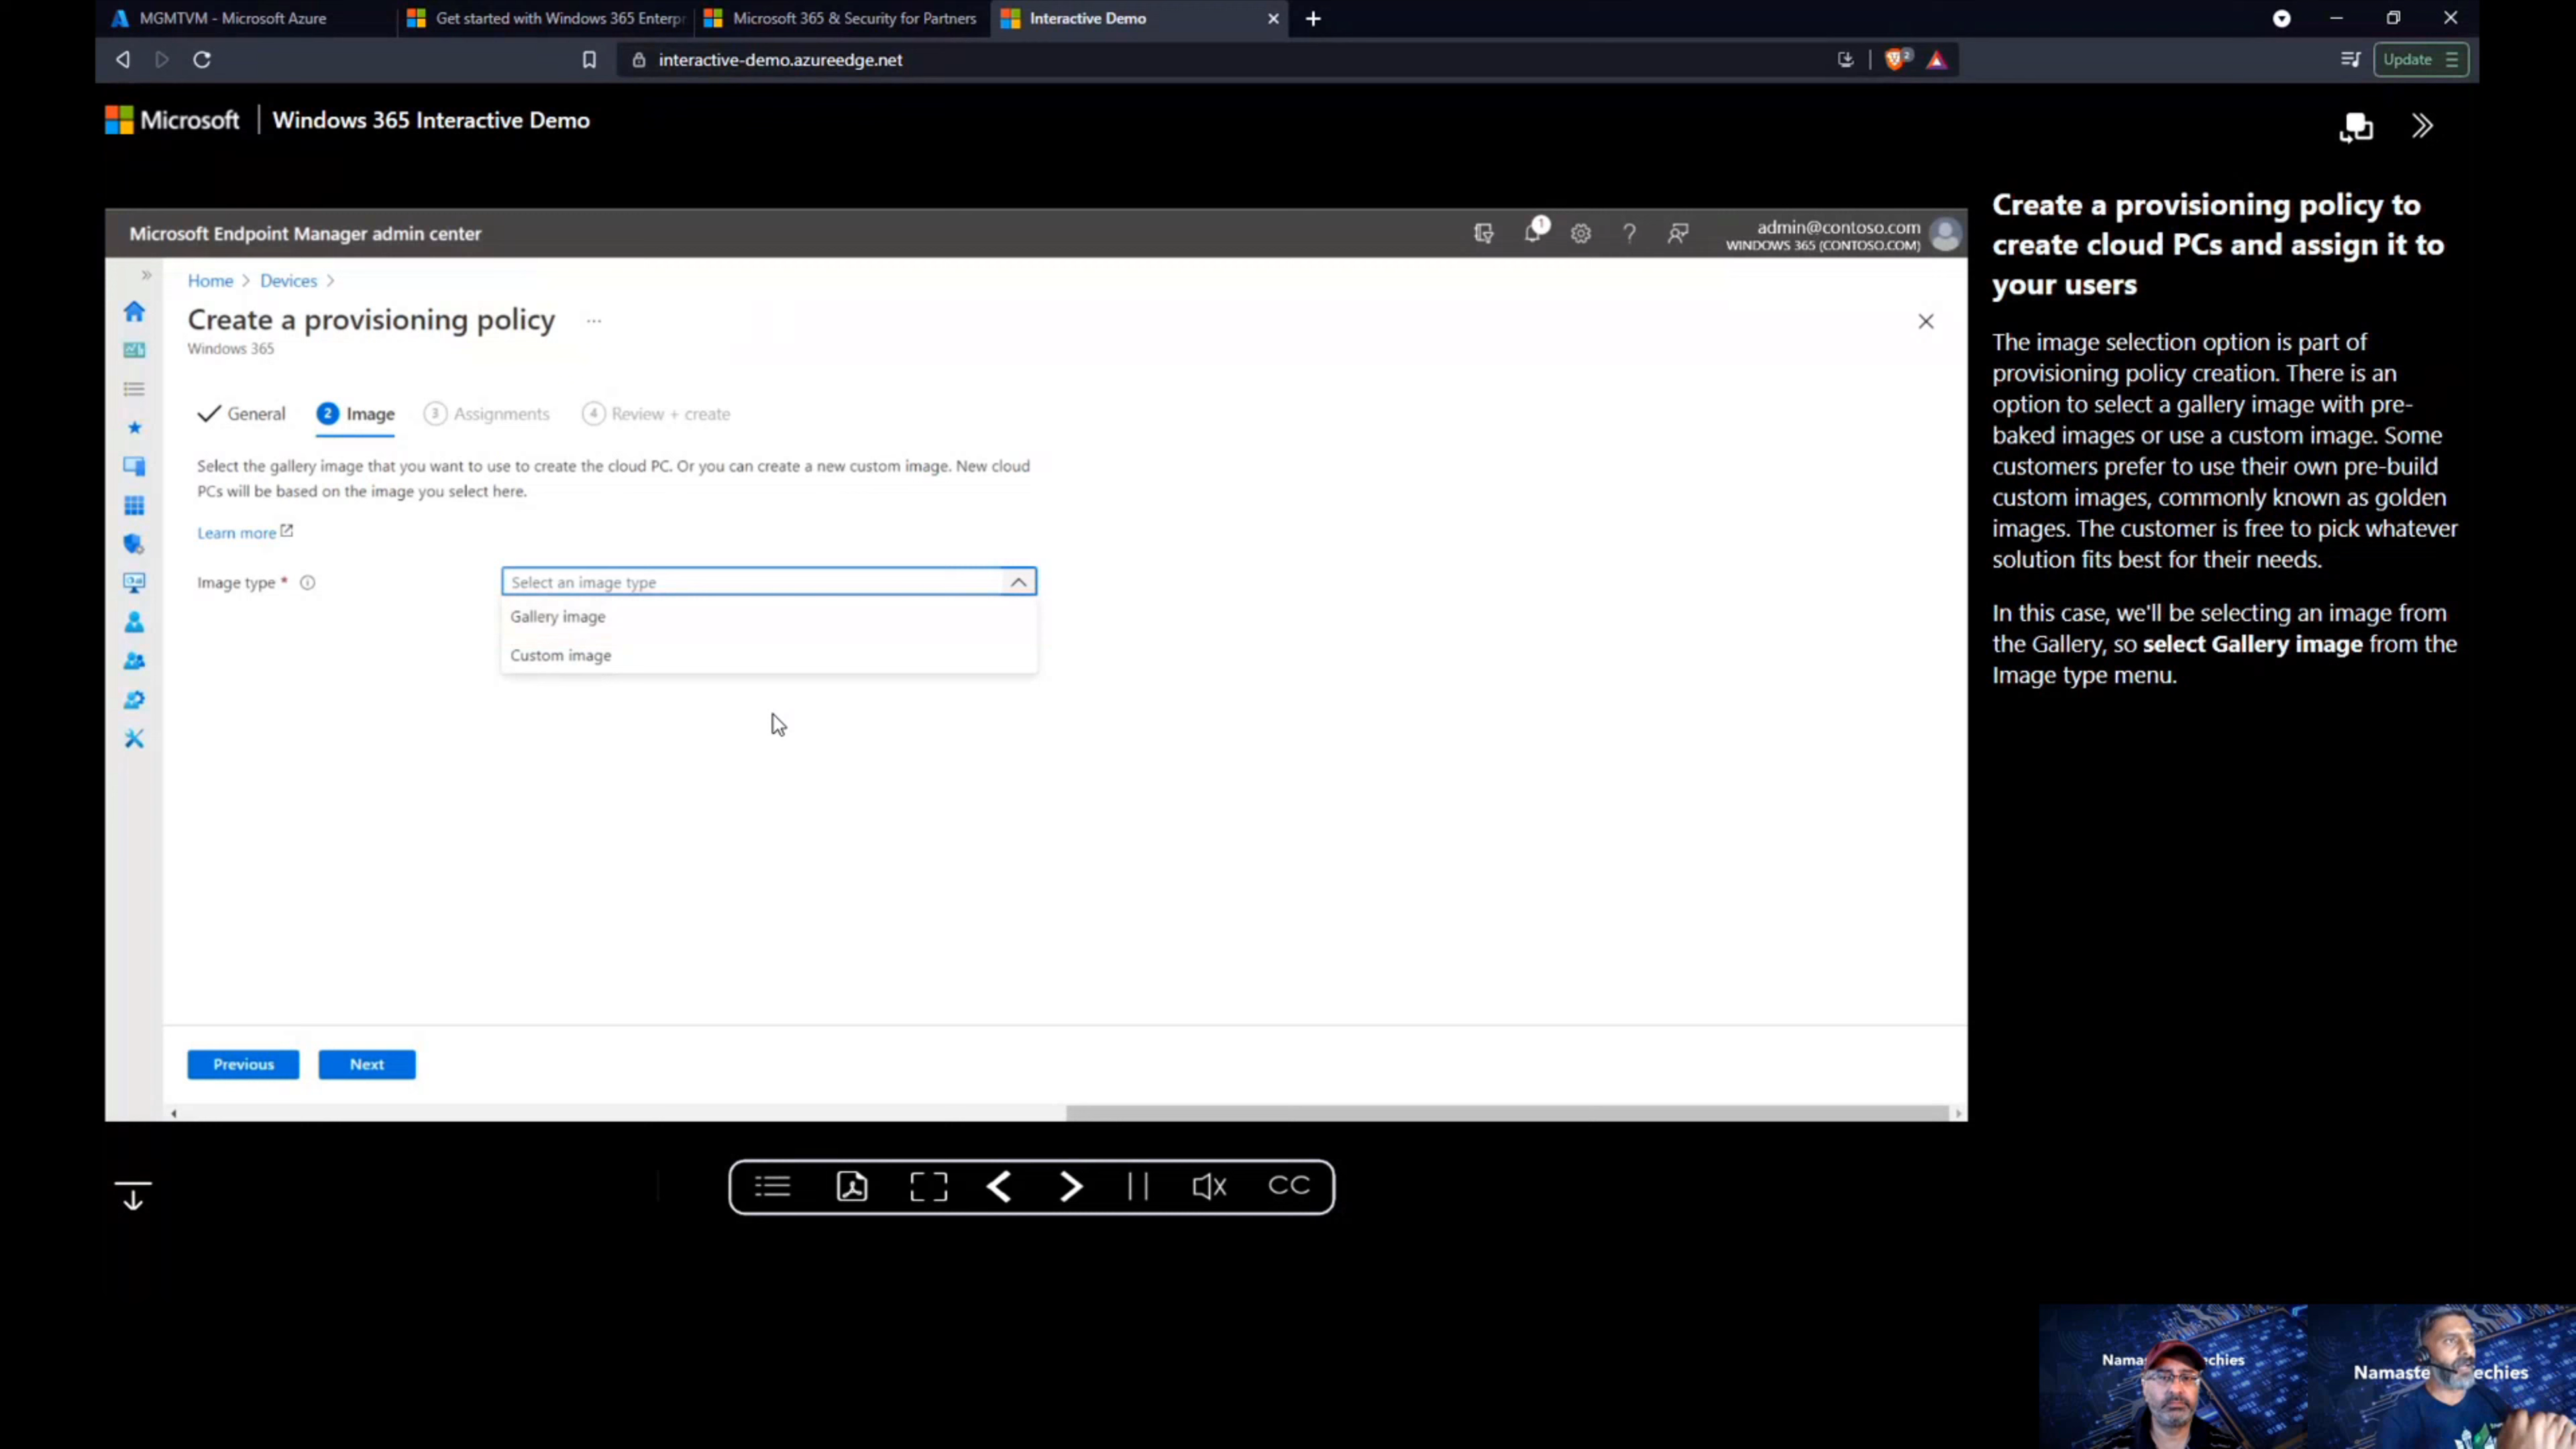 MGMTVM - Microsoft Azure
Get started with Windows 365 Enterpr
Microsoft 365 & Security for Partners
Interactive Demo
interactive-demo.azureedge.net
2
Update
Microsoft
Windows 365 Interactive Demo
Microsoft Endpoint Manager admin center
1
admin@contoso.com
WINDOWS 365 (CONTOSO.COM)
Home > Devices >
Create a provisioning policy ...
Windows 365
General
2 Image
3 Assignments
4 Review + create
Select the gallery image that you want to use to create the cloud PC. Or you can create a new custom image. New cloud
PCs will be based on the image you select here.
Learn more
Image type *
Select an image type
Gallery image
Custom image
Previous
Next
Create a provisioning policy to
create cloud PCs and assign it to
your users
The image selection option is part of
provisioning policy creation. There is an
option to select a gallery image with pre-
baked images or use a custom image. Some
customers prefer to use their own pre-build
custom images, commonly known as golden
images. The customer is free to pick whatever
solution fits best for their needs.
In this case, we'll be selecting an image from
the Gallery, so select Gallery image from the
Image type menu.
CC
Nama chies
Namaste echies